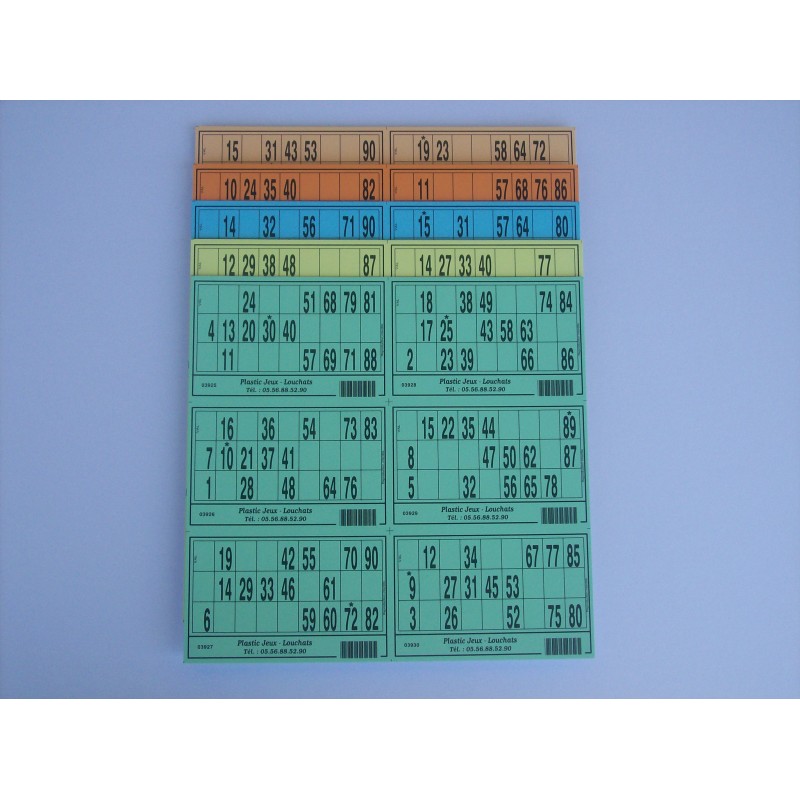 15 31 43 53 90
19 23 58 64 72
10 24 35 40 82
11 57 68 76 86
14 32 56 71 90
15 31 57 64 80
12 29 38 48 87
14 27 33 40 77
24 51 68 79 81
4 13 20 30 40
11 57 69 71 88
03925
Plastic Jeux - Louchats
Tél. : 05.56.88.52.90
18 38 49 74 84
17 25 43 58 63
2 23 39 66 86
03928
Plastic Jeux - Louchats
Tél. : 05.56.88.52.90
16 36 54 73 83
7 10 21 37 41
1 28 48 64 76
03926
Plastic Jeux - Louchats
Tél. : 05.56.88.52.90
15 22 35 44 89
8 47 50 62 87
5 32 56 65 78
03929
Plastic Jeux - Louchats
Tél. : 05.56.88.52.90
19 42 55 70 90
14 29 33 46 61
6 59 60 72 82
03927
Plastic Jeux - Louchats
Tél. : 05.56.88.52.90
12 34 67 77 85
9 27 31 45 53
3 26 52 75 80
03930
Plastic Jeux - Louchats
Tél. : 05.56.88.52.90